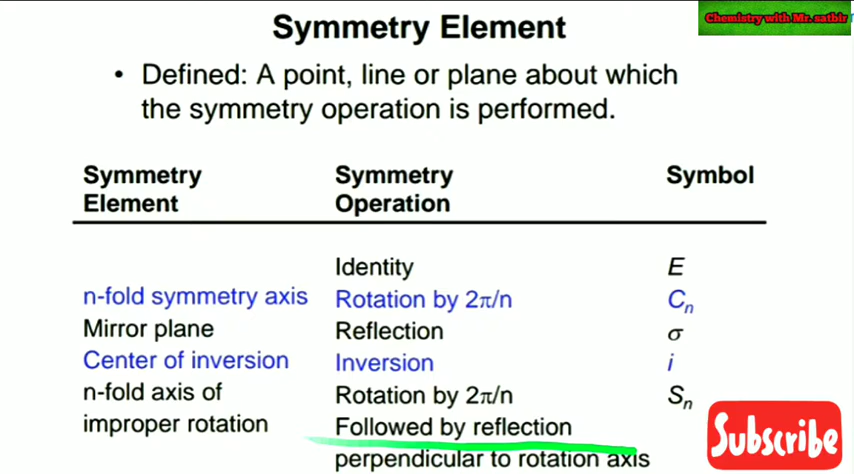 Chemistry with Mr. satbir
Symmetry Element
• Defined: A point, line or plane about which
the symmetry operation is performed.
Symmetry Element Symmetry Operation Symbol
Identity E
n-fold symmetry axis Rotation by 2π/n Cn
Mirror plane Reflection σ
Center of inversion Inversion i
n-fold axis of Rotation by 2π/n Sn
improper rotation Followed by reflection
perpendicular to rotation axis
Subscribe